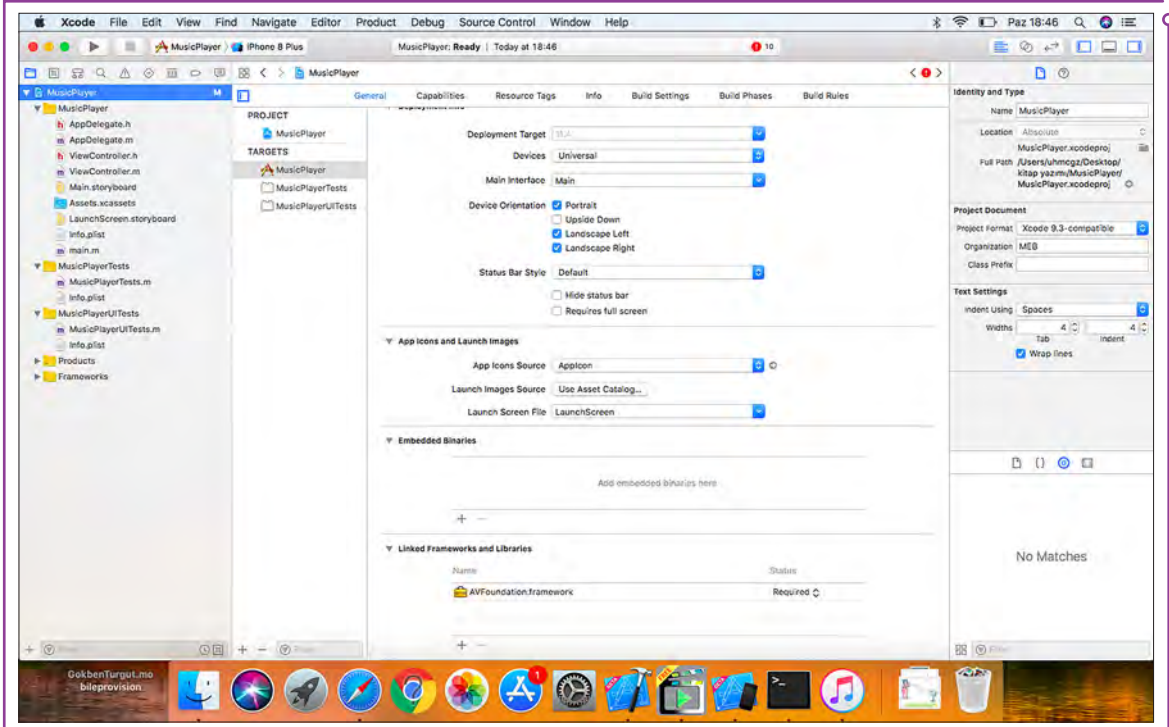 Xcode File Edit View Find Navigate Editor Product Debug Source Control Window Help
Paz 18:46
MusicPlayer iPhone 8 Plus
MusicPlayer: Ready | Today at 18:46
10
MusicPlayer M
MusicPlayer
AppDelegate.h
AppDelegate.m
ViewController.h
ViewController.m
Main.storyboard
Assets.xcassets
LaunchScreen.storyboard
Info.plist
main.m
MusicPlayerTests
MusicPlayerTests.m
Info.plist
MusicPlayerUITests
MusicPlayerUITests.m
Info.plist
Products
Frameworks
MusicPlayer
General Capabilities Resource Tags Info Build Settings Build Phases Build Rules
PROJECT
MusicPlayer
TARGETS
MusicPlayer
MusicPlayerTests
MusicPlayerUITests
Deployment Info
Deployment Target 11.4
Devices Universal
Main Interface Main
Device Orientation Portrait
Upside Down
Landscape Left
Landscape Right
Status Bar Style Default
Hide status bar
Requires full screen
App Icons and Launch Images
App Icons Source AppIcon
Launch Images Source Use Asset Catalog...
Launch Screen File LaunchScreen
Embedded Binaries
Add embedded binaries here
Linked Frameworks and Libraries
Name Status
AVFoundation.framework Required
Identity and Type
Name MusicPlayer
Location Absolute
MusicPlayer.xcodeproj
Full Path /Users/uhmcgz/Desktop/
kitap yazımı/MusicPlayer/
MusicPlayer.xcodeproj
Project Document
Project Format Xcode 9.3-compatible
Organization MEB
Class Prefix
Text Settings
Indent Using Spaces
Widths 4 4
Tab Indent
Wrap lines
No Matches
Filter
GokbenTurgut.mo
bileprovision
1